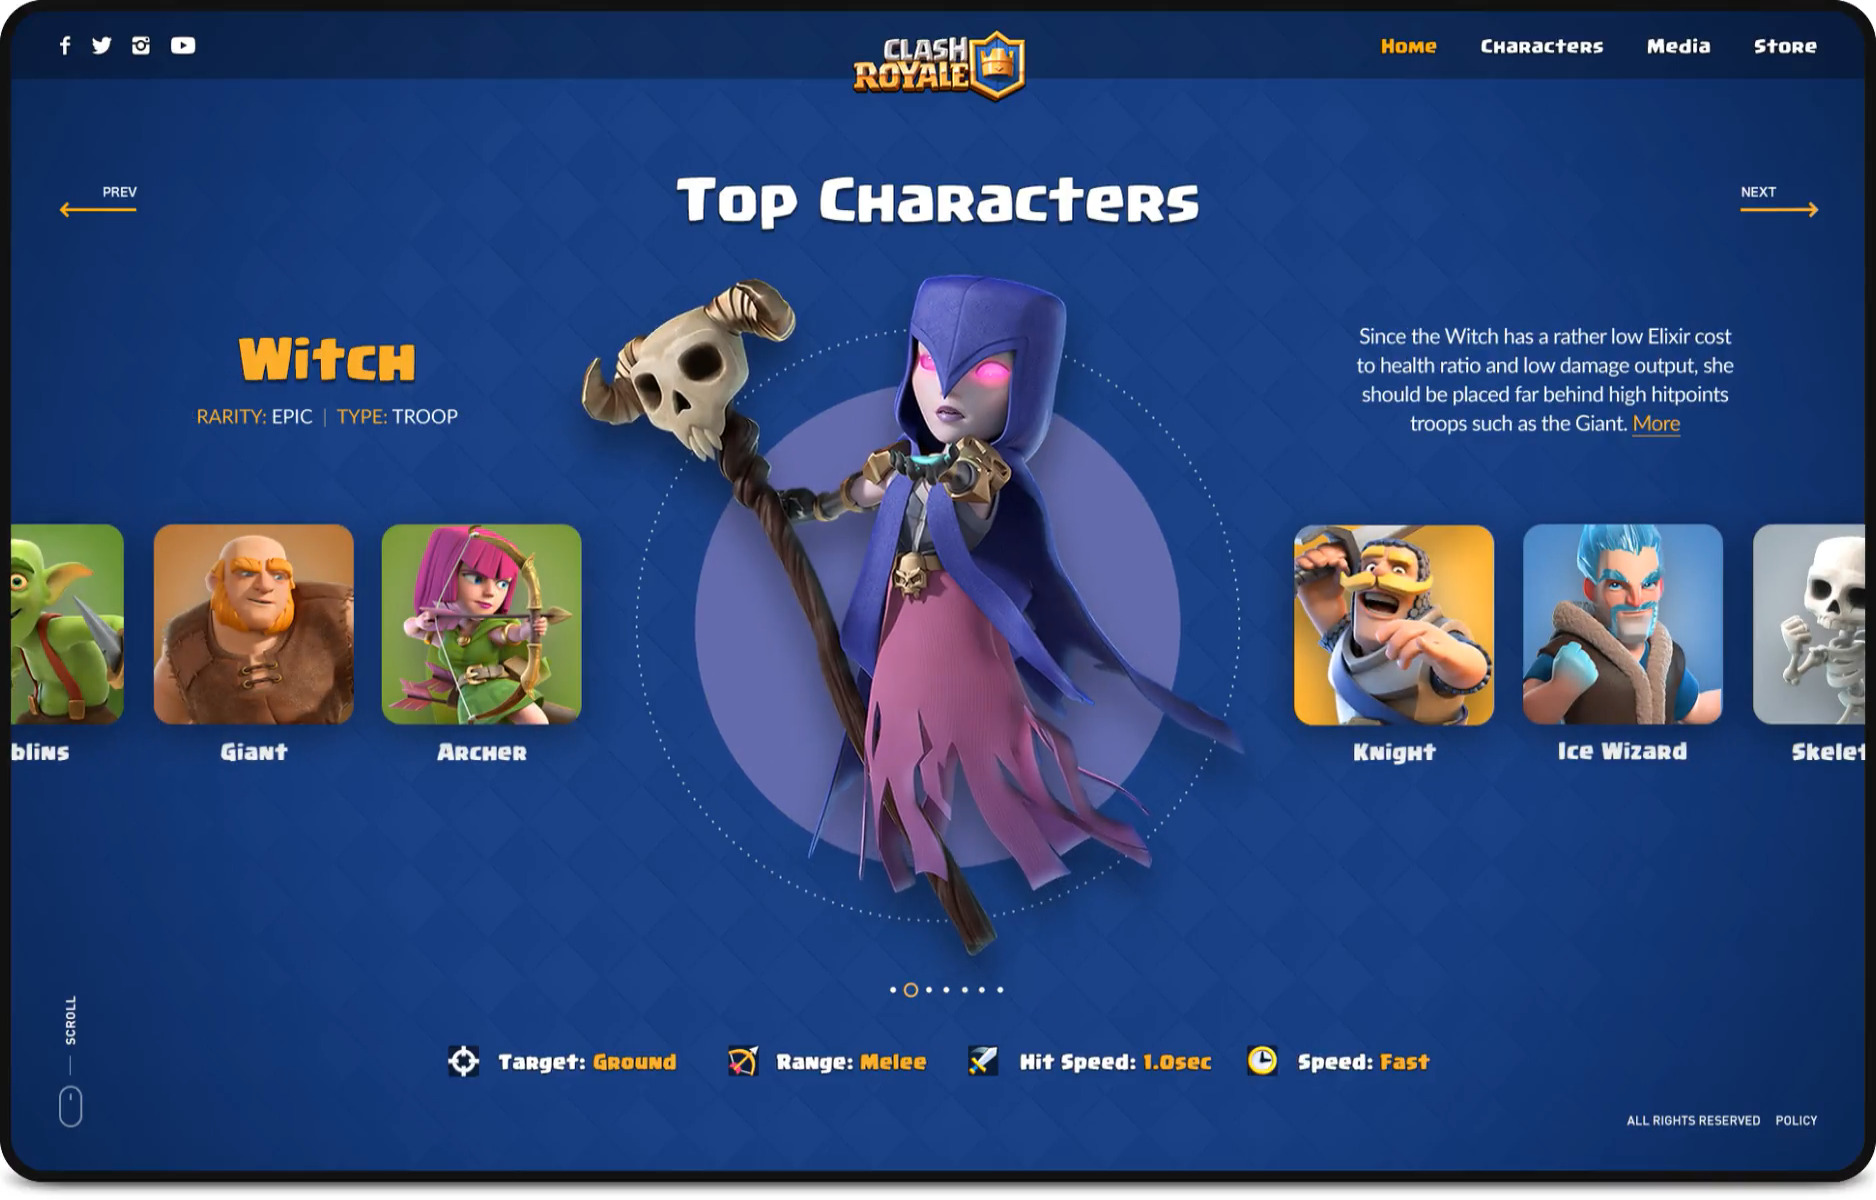 CLASH
ROYALE
Home
Characters
Media
Store
PREV
Top Characters
NEXT
Witch
RARITY: EPIC | TYPE: TROOP
Since the Witch has a rather low Elixir cost
to health ratio and low damage output, she
should be placed far behind high hitpoints
troops such as the Giant. More
blins
Giant
Archer
Knight
Ice Wizard
Skelet
SCROLL
Target: Ground
Range: Melee
Hit Speed: 1.0sec
Speed: Fast
ALL RIGHTS RESERVED
POLICY